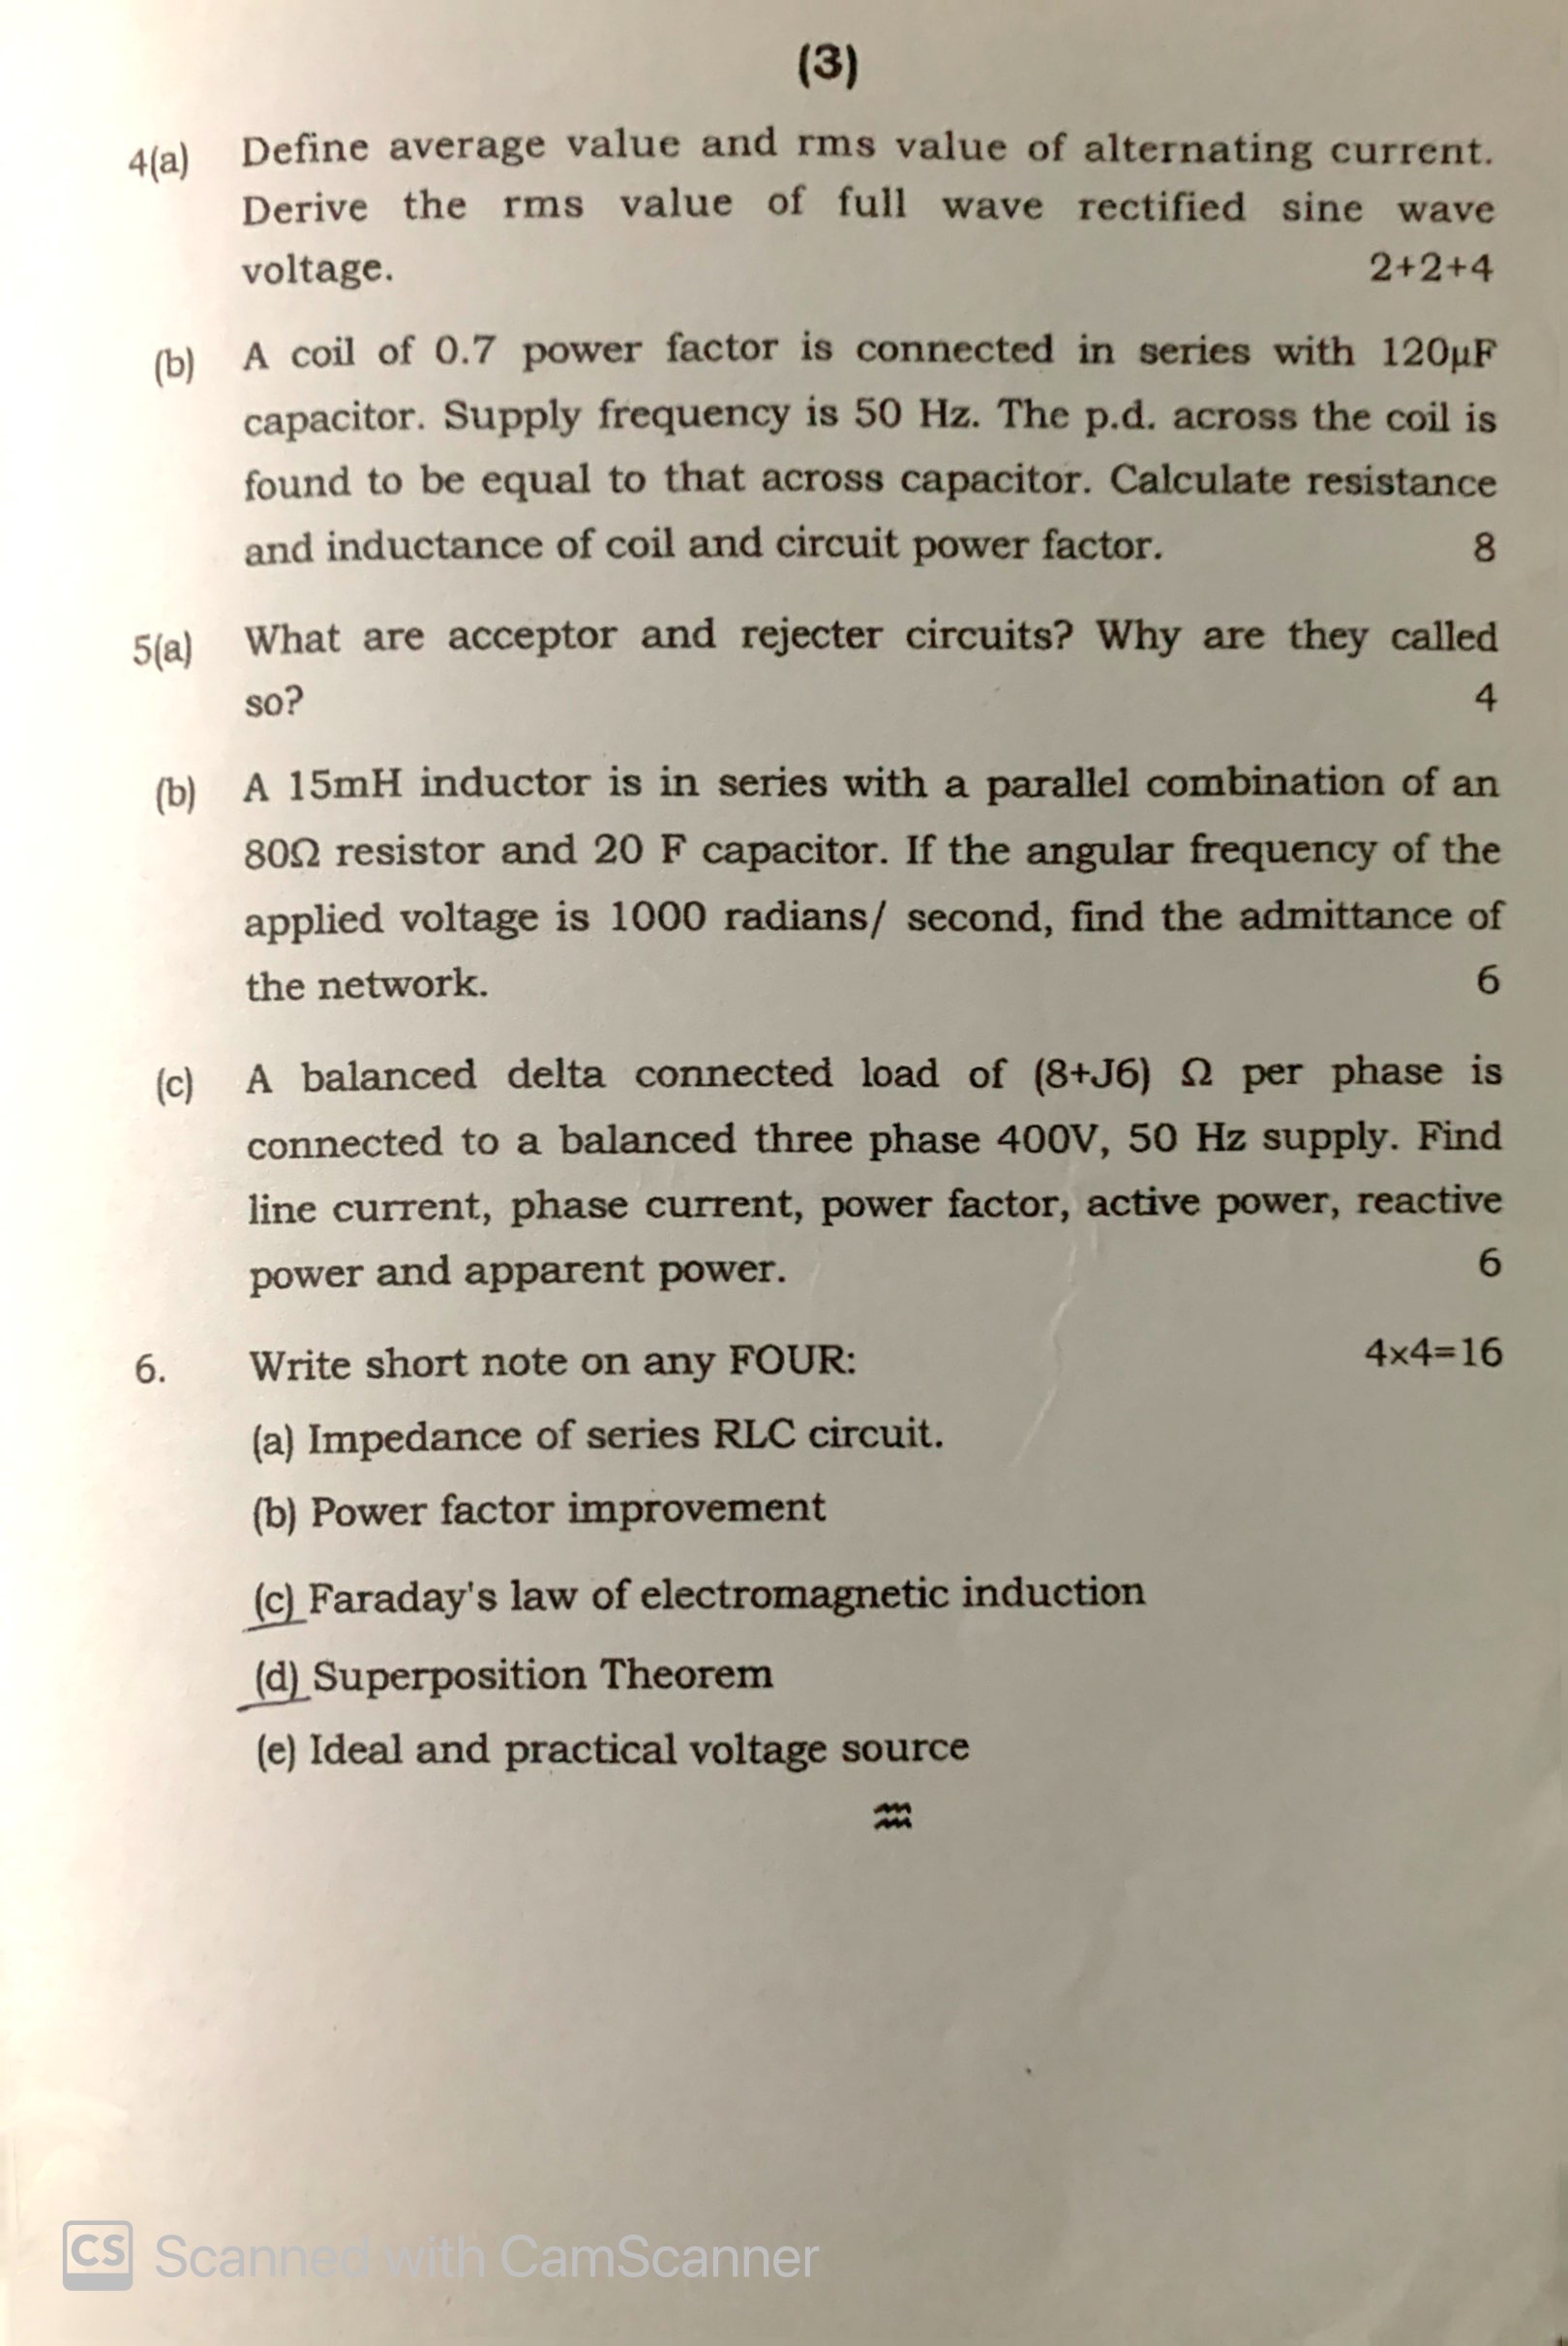 (3)
4(a) Define average value and rms value of alternating current.
Derive the rms value of full wave rectified sine wave
voltage. 2+2+4
(b) A coil of 0.7 power factor is connected in series with 120µF
capacitor. Supply frequency is 50 Hz. The p.d. across the coil is
found to be equal to that across capacitor. Calculate resistance
and inductance of coil and circuit power factor. 8
5(a) What are acceptor and rejecter circuits? Why are they called
so? 4
(b) A 15mH inductor is in series with a parallel combination of an
80Ω resistor and 20 F capacitor. If the angular frequency of the
applied voltage is 1000 radians/ second, find the admittance of
the network. 6
(c) A balanced delta connected load of (8+J6) Ω per phase is
connected to a balanced three phase 400V, 50 Hz supply. Find
line current, phase current, power factor, active power, reactive
power and apparent power. 6
6. Write short note on any FOUR: 4×4=16
(a) Impedance of series RLC circuit.
(b) Power factor improvement
(c) Faraday's law of electromagnetic induction
(d) Superposition Theorem
(e) Ideal and practical voltage source
CS Scanned with CamScanner